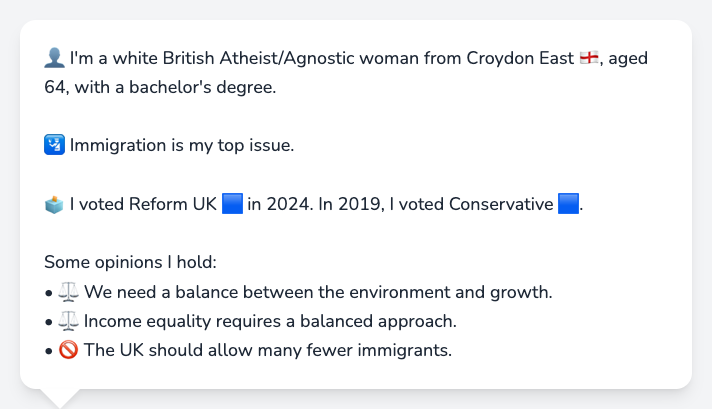 👤 I'm a white British Atheist/Agnostic woman from Croydon East 🏴󠁧󠁢󠁥󠁮󠁧󠁿, aged
64, with a bachelor's degree.
🛂 Immigration is my top issue.
🗳️ I voted Reform UK 🟦 in 2024. In 2019, I voted Conservative 🟦.
Some opinions I hold:
• ⚖️ We need a balance between the environment and growth.
• ⚖️ Income equality requires a balanced approach.
• 🚫 The UK should allow many fewer immigrants.